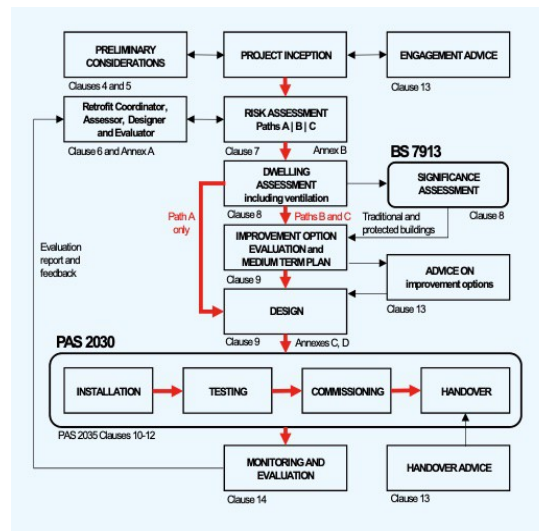 PRELIMINARY
CONSIDERATIONS
PROJECT INCEPTION
ENGAGEMENT ADVICE
Clauses 4 and 5
Clause 13
Retrofit Coordinator,
Assessor, Designer
and Evaluator
RISK ASSESSMENT
Paths A | B | C
Clause 6 and Annex A
Clause 7
Annex B
BS 7913
DWELLING
ASSESSMENT
including ventilation
SIGNIFICANCE
ASSESSMENT
Path A
only
Clause 8
Paths B and C
Traditional and
protected buildings
Clause 8
Evaluation
report and
feedback
IMPROVEMENT OPTION
EVALUATION and
MEDIUM TERM PLAN
Clause 9
ADVICE ON
improvement options
DESIGN
Clause 13
Clause 9
Annexes C, D
PAS 2030
INSTALLATION
TESTING
COMMISSIONING
HANDOVER
PAS 2035 Clauses 10-12
MONITORING AND
EVALUATION
HANDOVER ADVICE
Clause 14
Clause 13